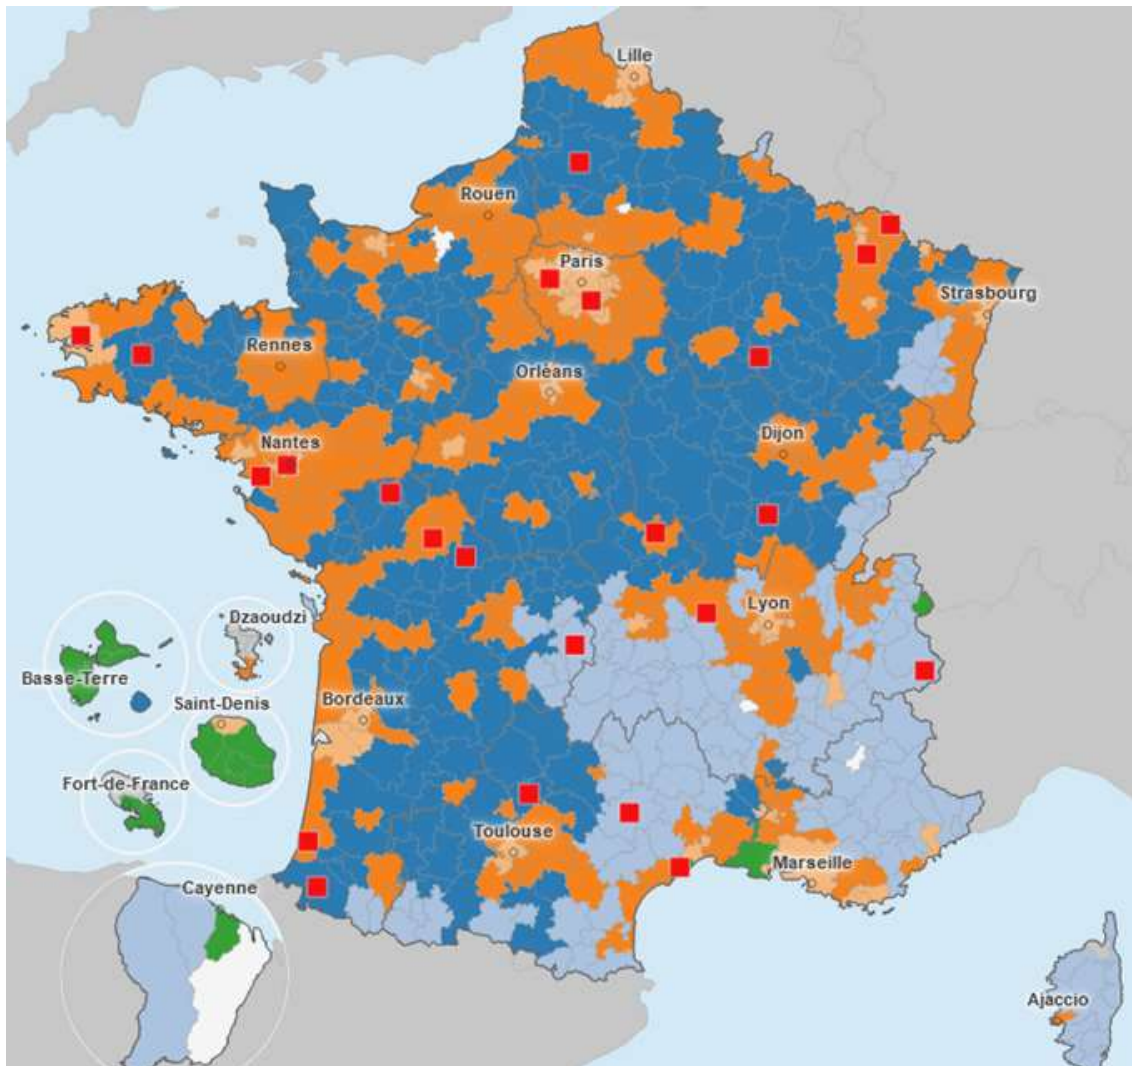 Lille
Rouen
Paris
Strasbourg
Rennes
Orléans
Nantes
Dijon
Lyon
Dzaoudzi
Basse-Terre
Saint-Denis
Bordeaux
Fort-de-France
Toulouse
Marseille
Cayenne
Ajaccio